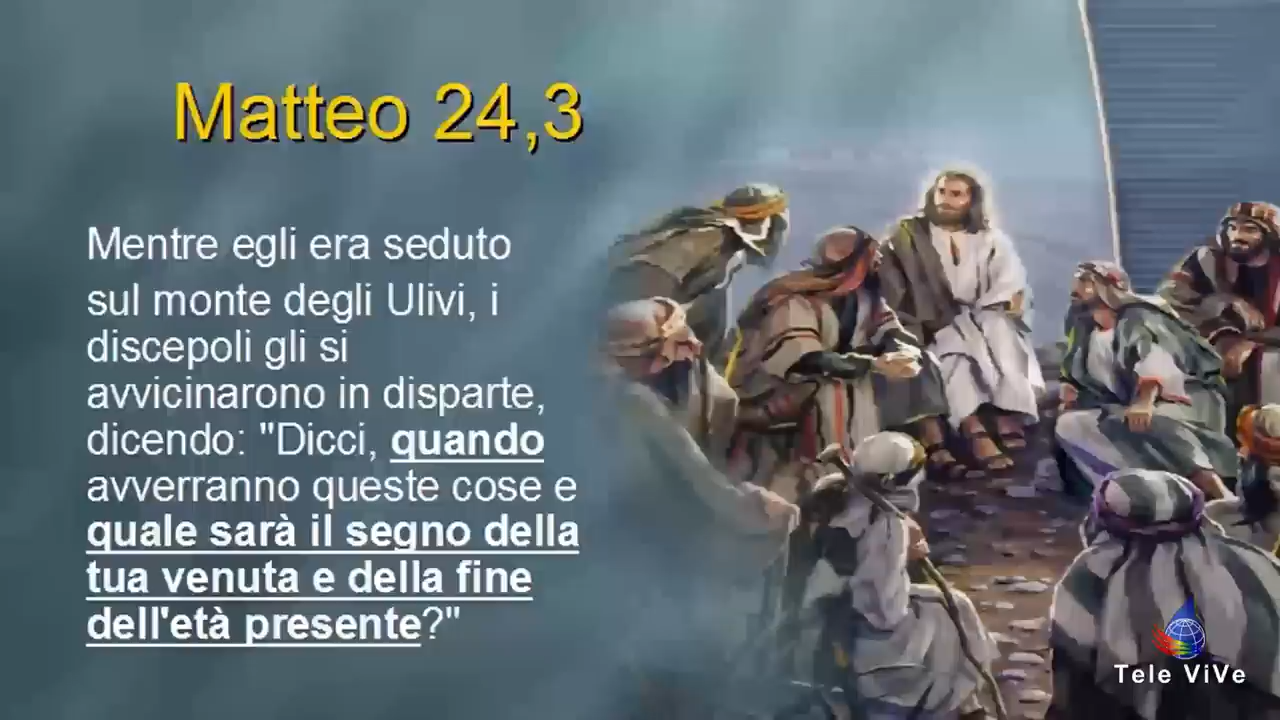 Matteo 24,3
Mentre egli era seduto
sul monte degli Ulivi, i
discepoli gli si
avvicinarono in disparte,
dicendo: "Dicci, quando
avverranno queste cose e
quale sarà il segno della
tua venuta e della fine
dell'età presente?"
Tele ViVe